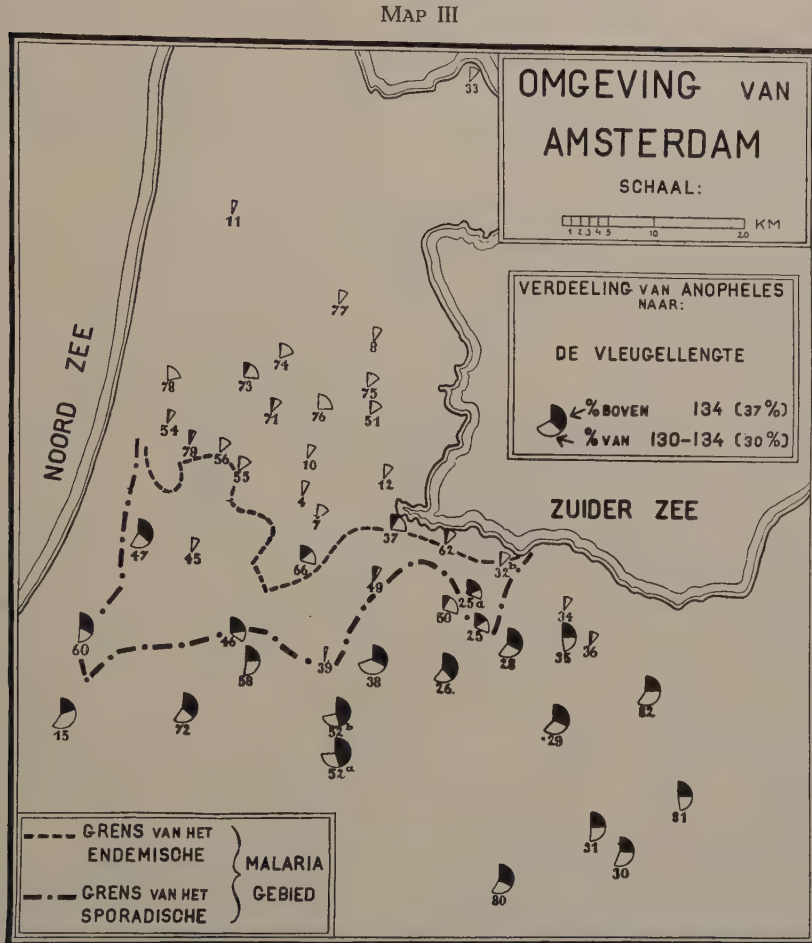 MAP III
OMGEVING VAN
AMSTERDAM
SCHAAL:
1 2 3 4 5 10 20 KM
VERDEELING VAN ANOPHELES
NAAR:
DE VLEUGELLENGTE
% BOVEN 134 (37%)
% VAN 130-134 (30%)
NOORD ZEE
ZUIDER ZEE
33
11
77
8
74
78
73
75
71
76
51
54
79
56
55
10
12
4
7
37
47
45
62
66
32b
49
25a
50
34
25
60
46
28
35
36
39
58
38
26.
82
15
72
52b
29
52a
81
31
30
80
GRENS VAN HET
ENDEMISCHE
GRENS VAN HET
SPORADISCHE
MALARIA
GEBIED